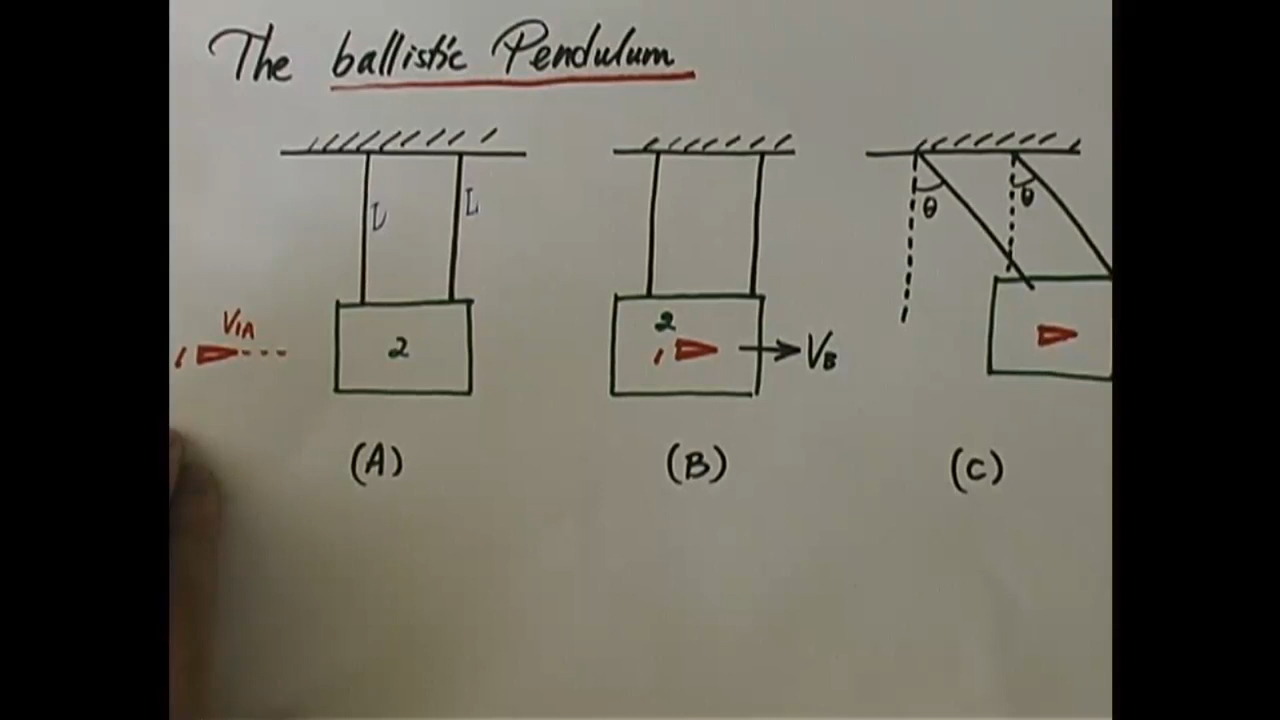 The ballistic Pendulum
L L
θ θ
1 V1A
2
2
1
VB
(A) (B) (C)